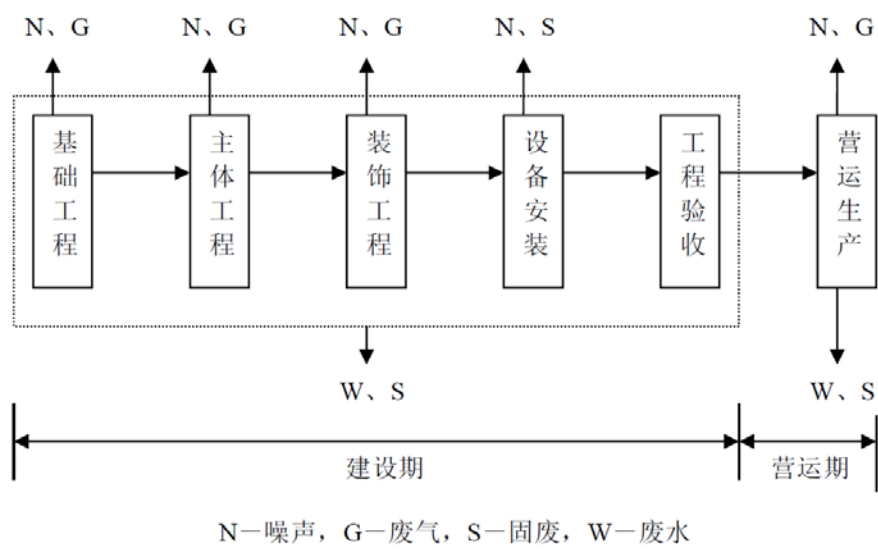 N、G
N、G
N、G
N、S
N、G
基础工程
主体工程
装饰工程
设备安装
工程验收
营运生产
W、S
W、S
建设期
营运期
N－噪声，G－废气，S－固废，W－废水